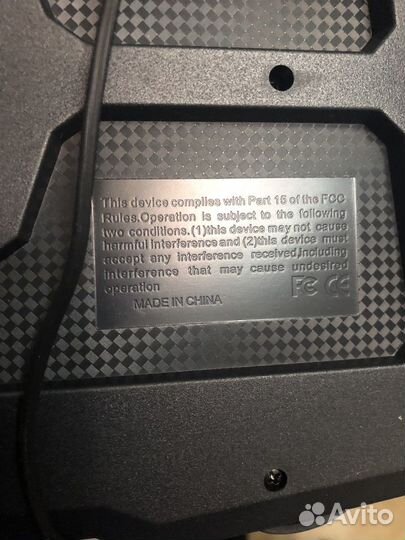 This device complies with Part 15 of the FCC
Rules.Operation is subject to the following
two conditions.(1)this device may not cause
harmful interference and (2)this device must
accept any interference received,including
interference that may cause undesired
operation
FC CE
MADE IN CHINA
Avito